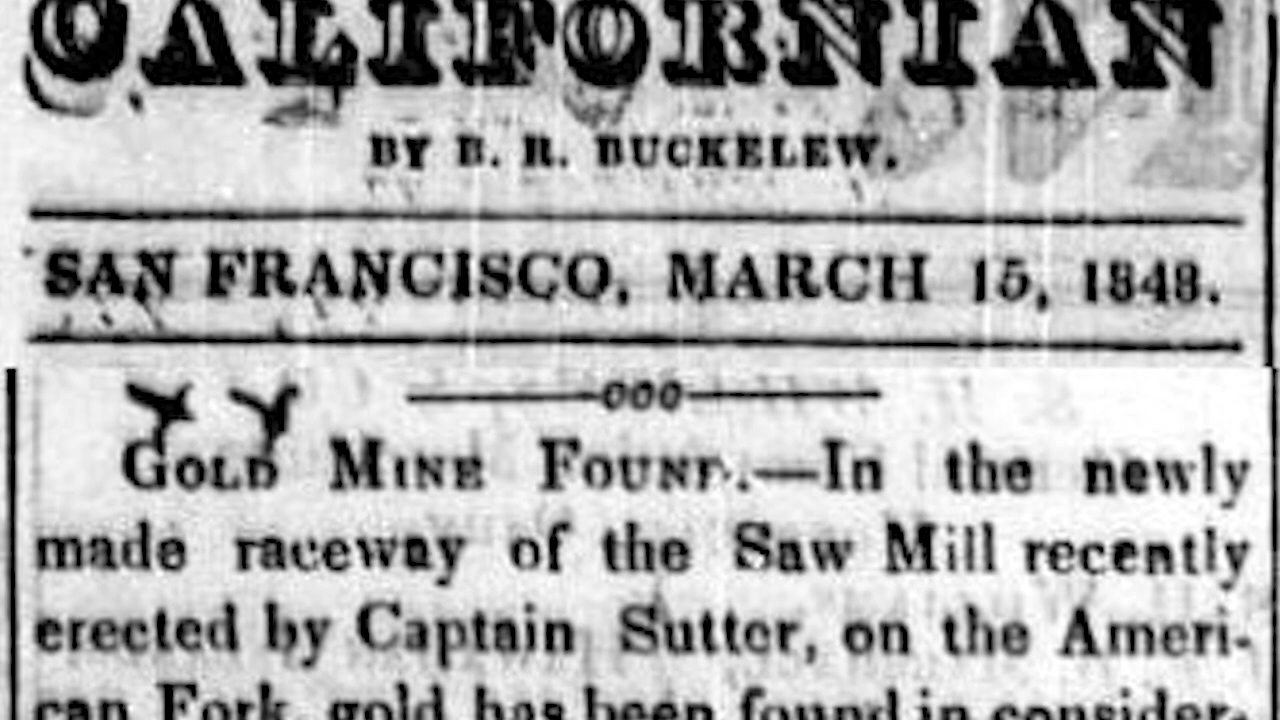 CALIFORNIAN
BY B. R. BUCKELEW.
SAN FRANCISCO, MARCH 15, 1848.
GOLD MINE FOUND.—In the newly
made raceway of the Saw Mill recently
erected by Captain Sutter, on the Ameri-
can Fork, gold has been found in consider-